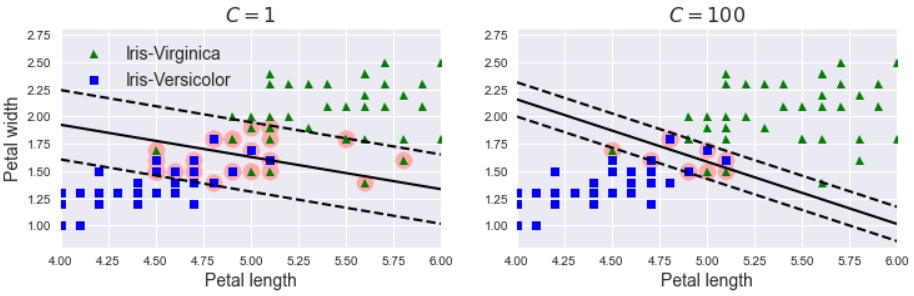 C = 1
2.75
2.50
2.25
2.00
1.75
1.50
1.25
1.00
Petal width
Iris-Virginica
Iris-Versicolor
4.00 4.25 4.50 4.75 5.00 5.25 5.50 5.75 6.00
Petal length
C = 100
2.75
2.50
2.25
2.00
1.75
1.50
1.25
1.00
4.00 4.25 4.50 4.75 5.00 5.25 5.50 5.75 6.00
Petal length